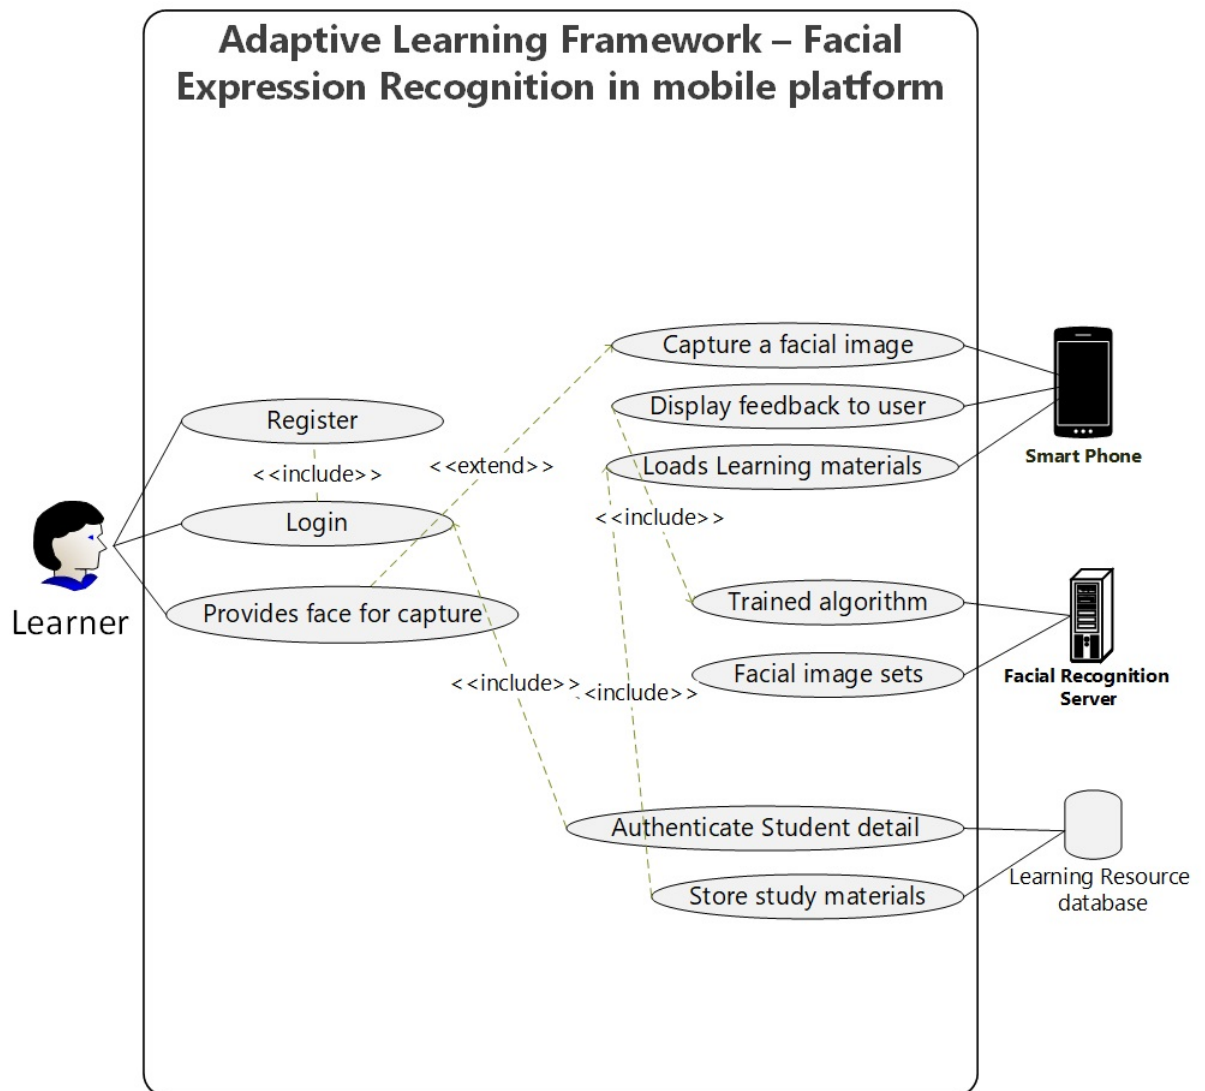 Adaptive Learning Framework – Facial
Expression Recognition in mobile platform
Capture a facial image
Display feedback to user
Register
Smart Phone
<<extend>>
Loads Learning materials
<<include>>
<<include>>
Login
Learner
Provides face for capture
Trained algorithm
Facial image sets
Facial Recognition
Server
<<include>>
<include>>
Authenticate Student detail
Learning Resource
database
Store study materials